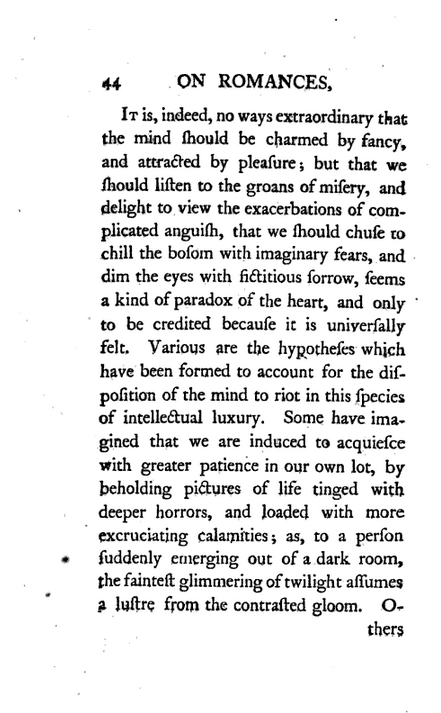 44 ON ROMANCES,
It is, indeed, no ways extraordinary that
the mind ſhould be charmed by fancy,
and attracted by pleaſure; but that we
ſhould liſten to the groans of miſery, and
delight to view the exacerbations of com-
plicated anguiſh, that we ſhould chuſe to
chill the boſom with imaginary fears, and
dim the eyes with fictitious ſorrow, ſeems
a kind of paradox of the heart, and only
to be credited becauſe it is univerſally
felt. Various are the hypotheſes which
have been formed to account for the diſ-
poſition of the mind to riot in this ſpecies
of intellectual luxury. Some have ima-
gined that we are induced to acquieſce
with greater patience in our own lot, by
beholding pictures of life tinged with
deeper horrors, and loaded with more
excruciating calamities; as, to a perſon
ſuddenly emerging out of a dark room,
the fainteſt glimmering of twilight aſſumes
a luſtre from the contraſted gloom. O-
thers